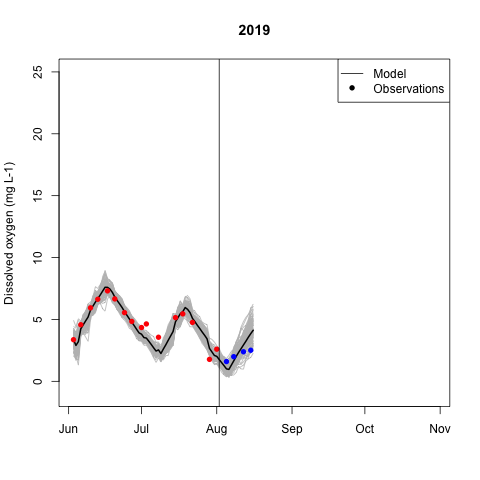 2019
Model
Observations
Dissolved oxygen (mg L-1)
25
20
15
10
5
0
Jun Jul Aug Sep Oct Nov